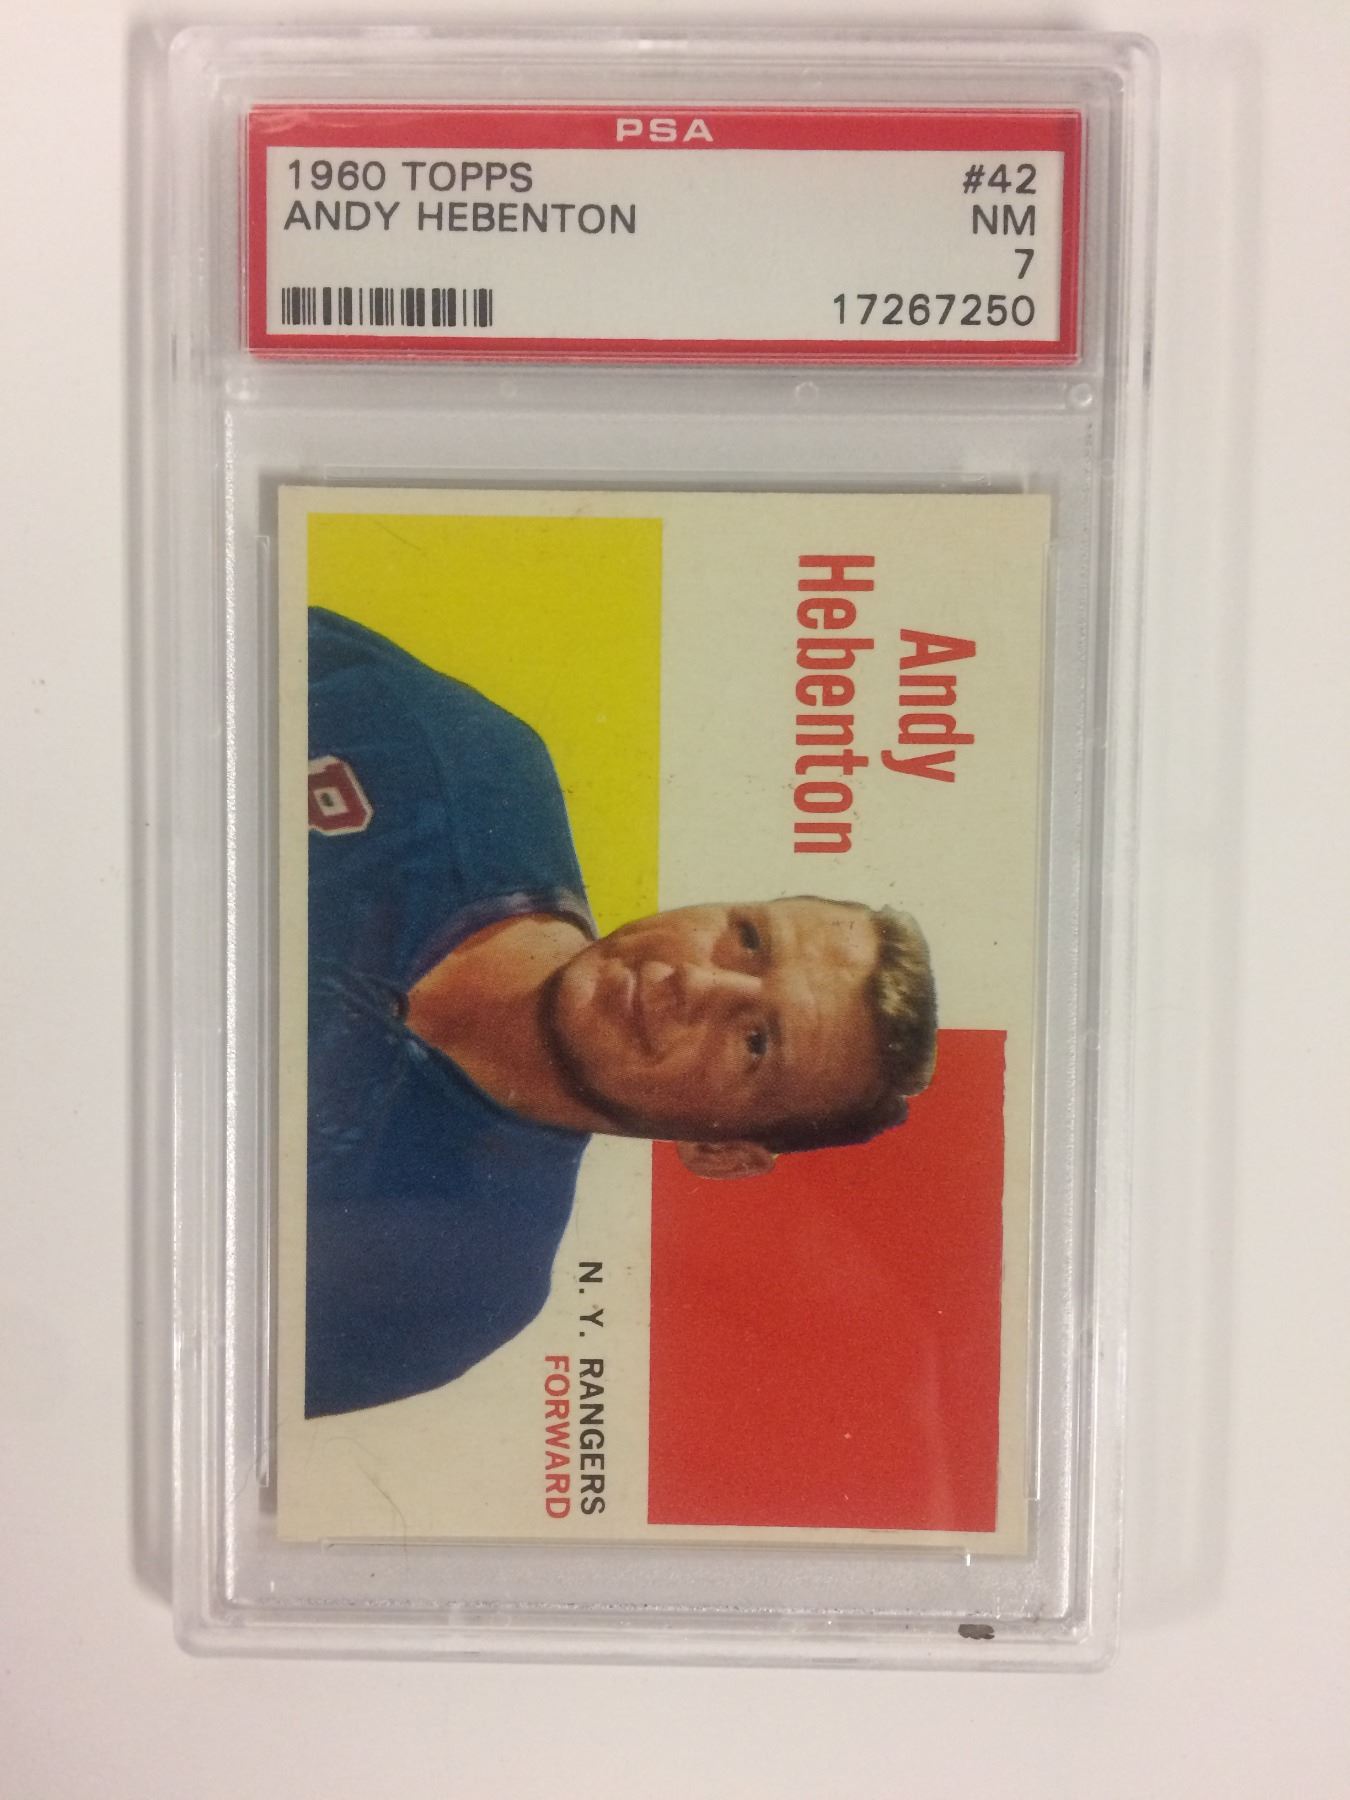 PSA
1960 TOPPS #42
ANDY HEBENTON NM
7
17267250
Andy
Hebenton
N. Y. RANGERS
FORWARD
R